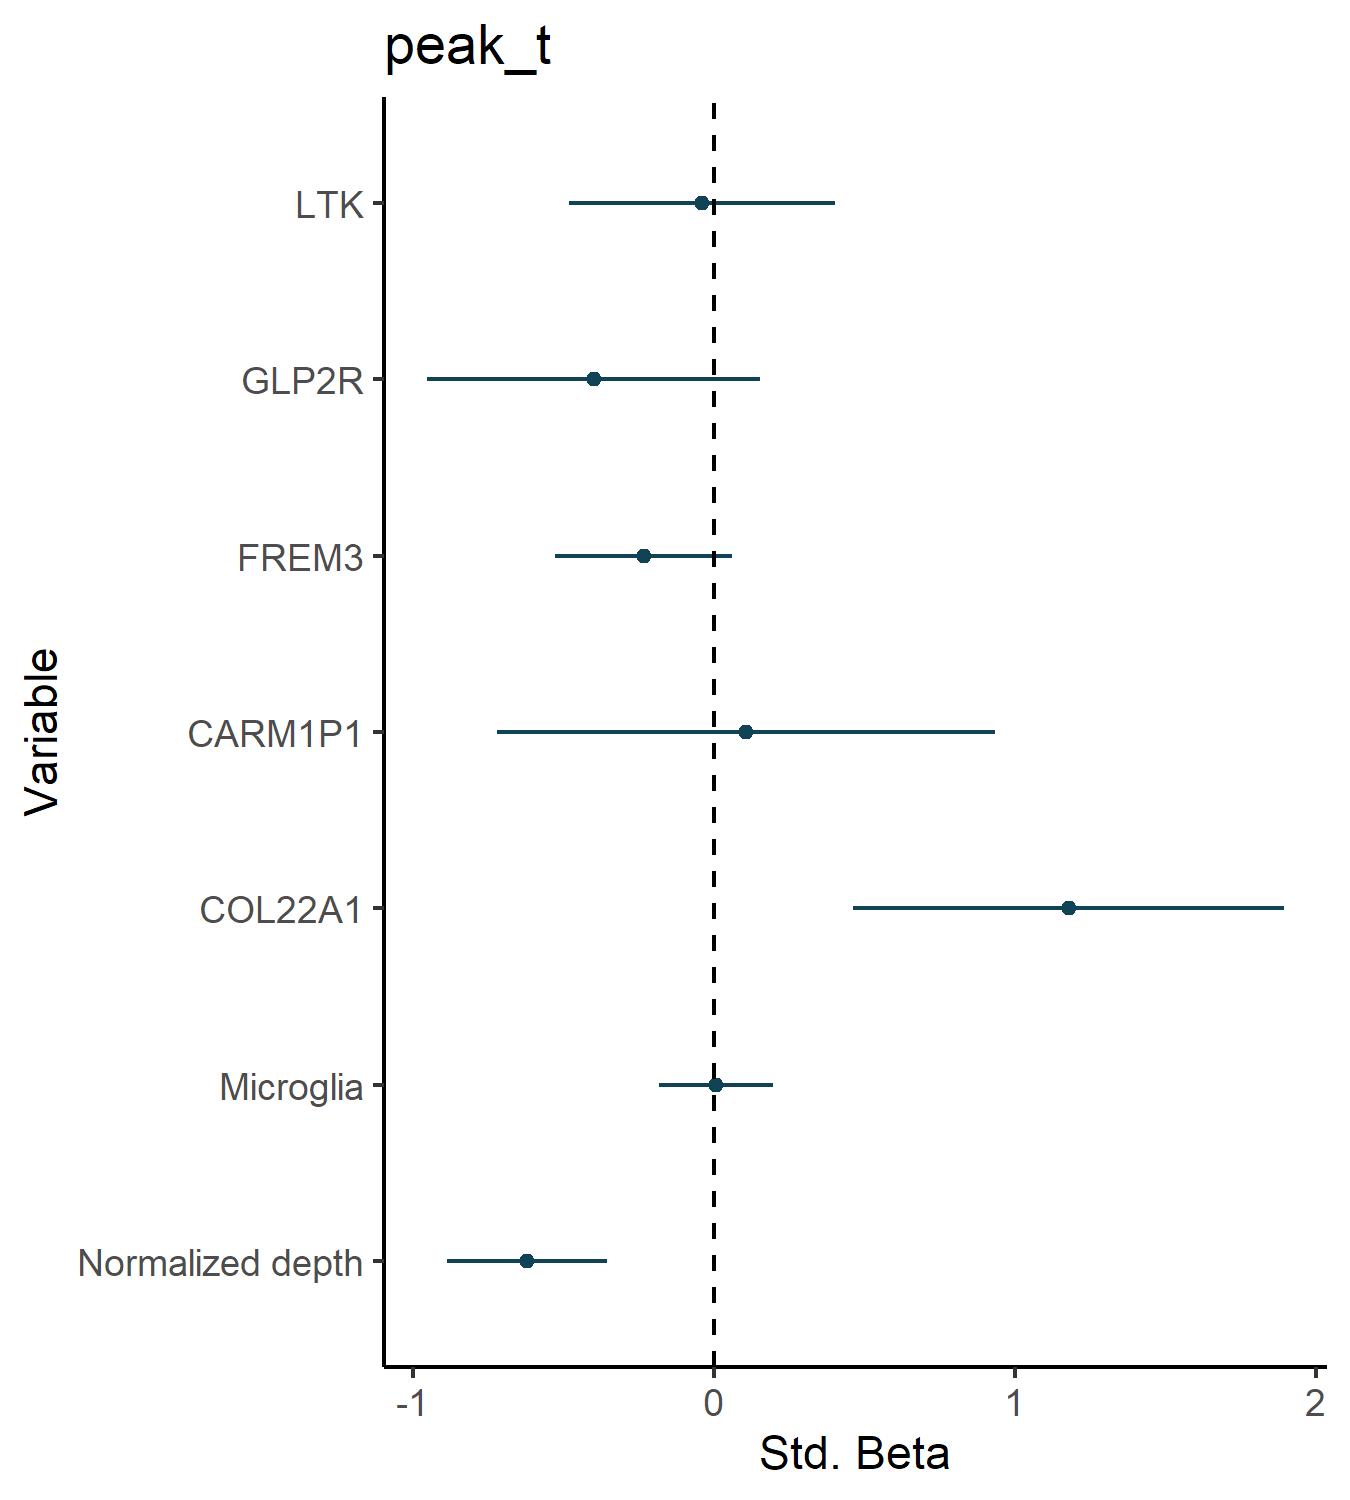 peak_t
LTK
GLP2R
FREM3
CARM1P1
COL22A1
Microglia
Normalized depth
Variable
-1 0 1 2
Std. Beta